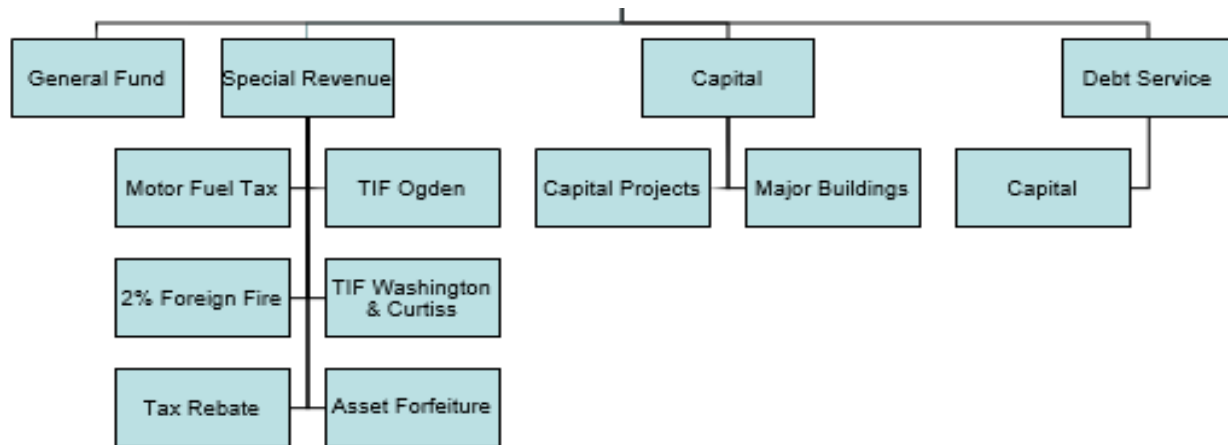 General Fund
Special Revenue
Capital
Debt Service
Motor Fuel Tax
TIF Ogden
Capital Projects
Major Buildings
Capital
2% Foreign Fire
TIF Washington
& Curtiss
Tax Rebate
Asset Forfeiture